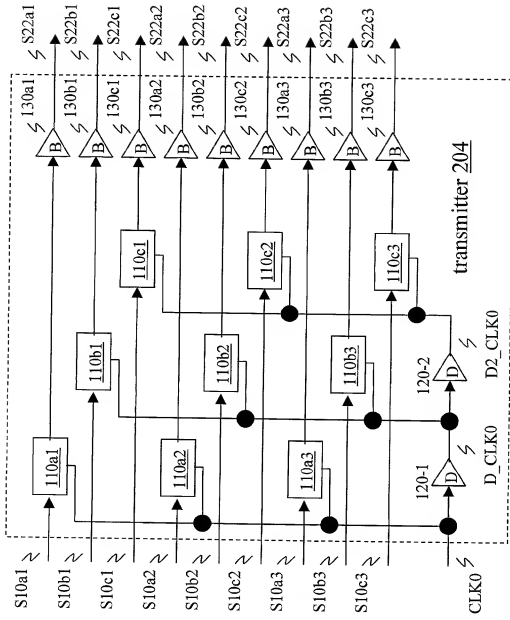 S22a1
S22b1
S22c1
S22a2
S22b2
S22c2
S22a3
S22b3
S22c3
130a1
130b1
130c1
130a2
130b2
130c2
130a3
130b3
130c3
B
B
B
B
B
B
B
B
B
110c1
110c2
110c3
110b1
110b2
110b3
110a1
110a2
110a3
transmitter 204
120-2
D
D2_CLK0
120-1
D
D_CLK0
S10a1
S10b1
S10c1
S10a2
S10b2
S10c2
S10a3
S10b3
S10c3
CLK0